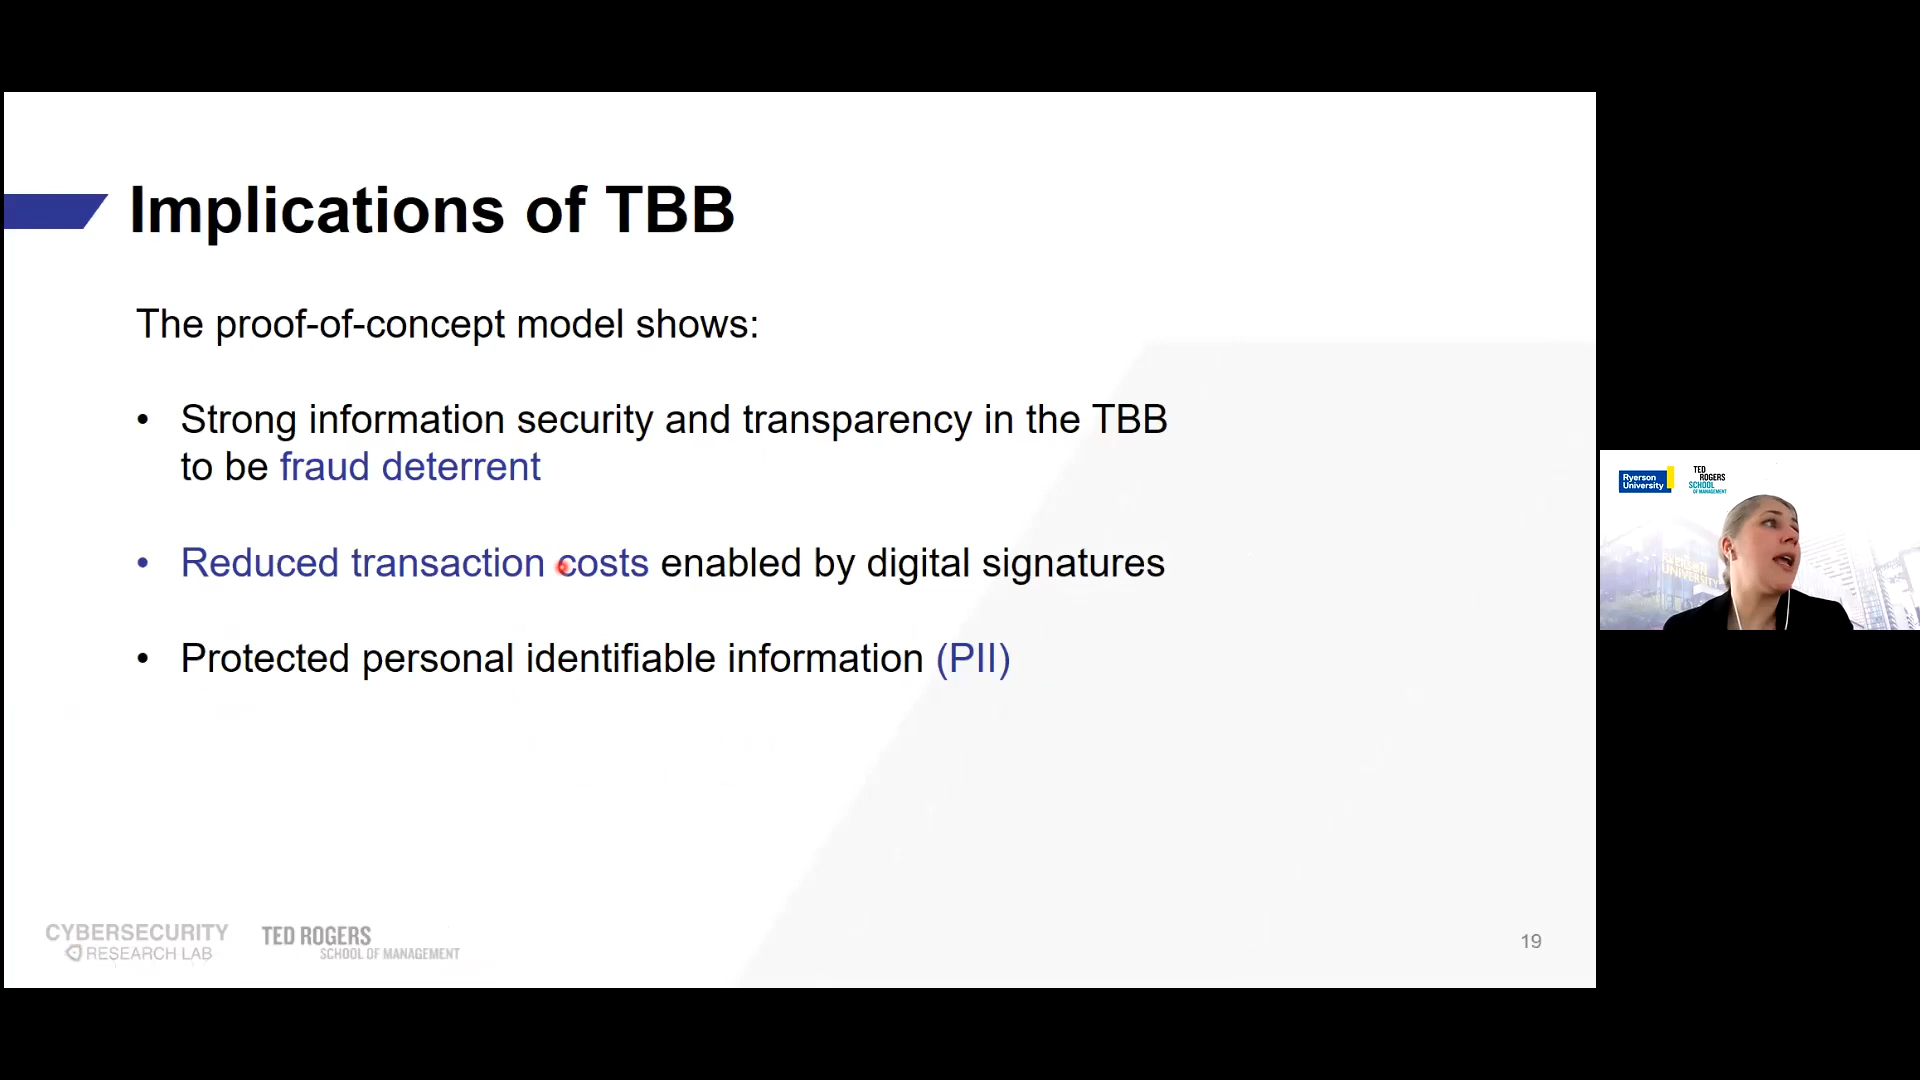 Implications of TBB
The proof-of-concept model shows:
• Strong information security and transparency in the TBB
to be fraud deterrent
• Reduced transaction costs enabled by digital signatures
• Protected personal identifiable information (PII)
CYBERSECURITY
RESEARCH LAB
TED ROGERS
SCHOOL OF MANAGEMENT
19
Ryerson
University
TED
ROGERS
SCHOOL
OF MANAGEMENT
UNIVERSITY